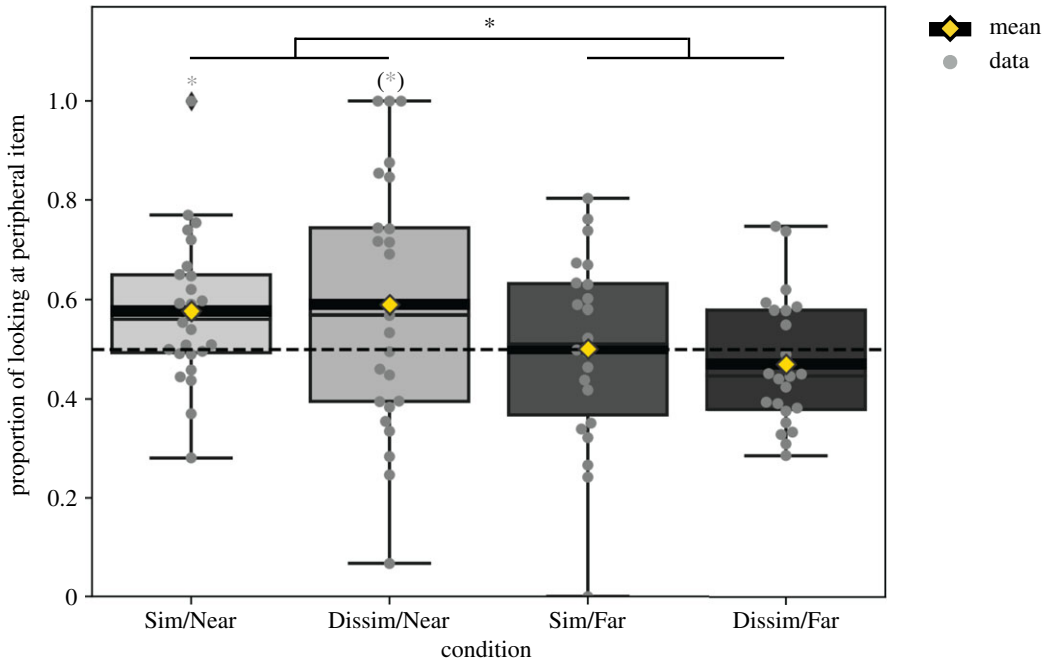 *
* (*)
mean
data
1.0
0.8
0.6
0.4
0.2
0
proportion of looking at peripheral item
Sim/Near Dissim/Near Sim/Far Dissim/Far
condition